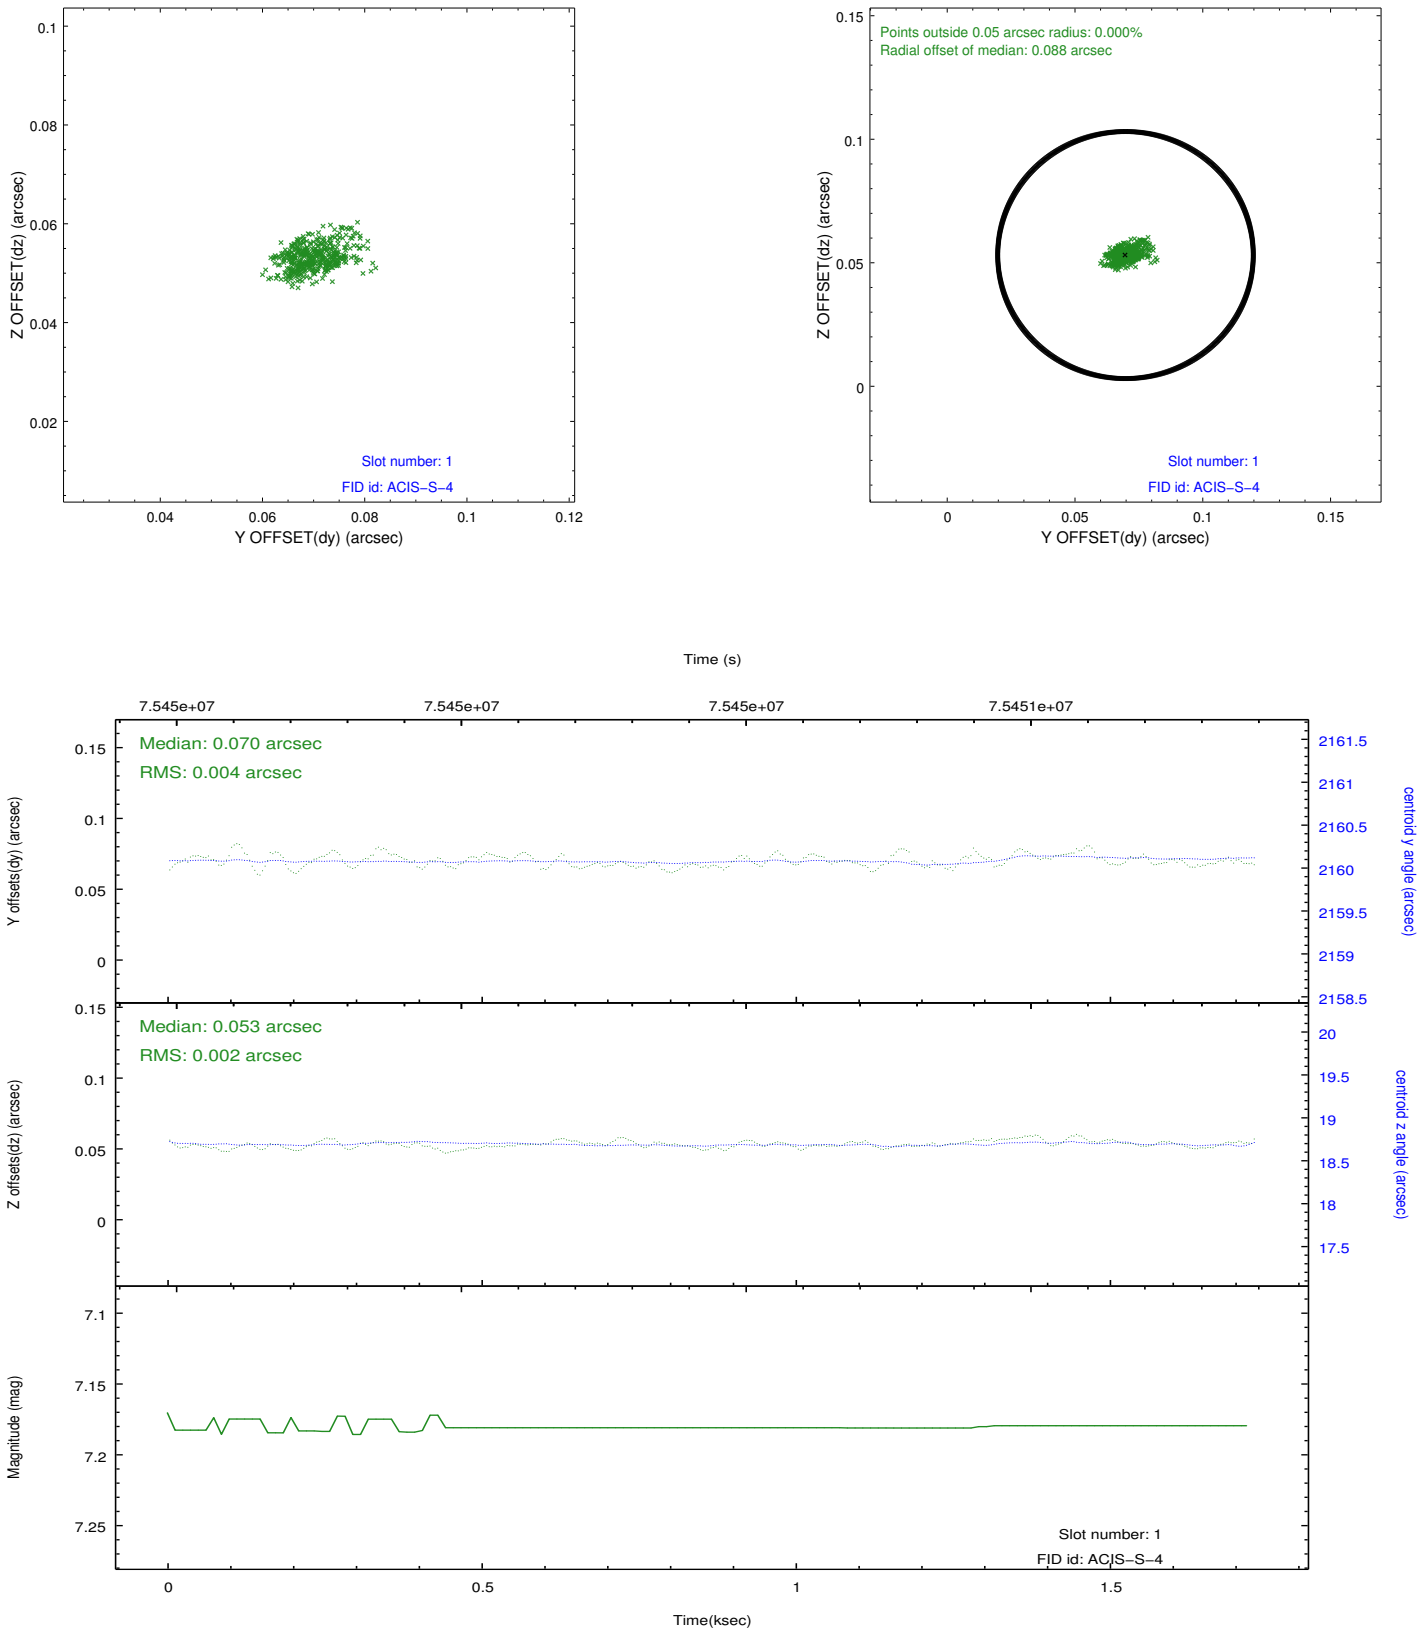 0.1
0.08
0.06
0.04
0.02
Z OFFSET(dz) (arcsec)
Slot number: 1
FID id: ACIS−S−4
0.04 0.06 0.08 0.1 0.12
Y OFFSET(dy) (arcsec)
0.15
0.1
0.05
0
Z OFFSET(dz) (arcsec)
Points outside 0.05 arcsec radius: 0.000%
Radial offset of median: 0.088 arcsec
Slot number: 1
FID id: ACIS−S−4
0 0.05 0.1 0.15
Y OFFSET(dy) (arcsec)
Time (s)
7.545e+07 7.545e+07 7.545e+07 7.5451e+07
Median: 0.070 arcsec
RMS: 0.004 arcsec
0.15
0.1
0.05
0
Y offsets(dy) (arcsec)
2161.5
2161
2160.5
2160
2159.5
2159
2158.5
centroid y angle (arcsec)
Median: 0.053 arcsec
RMS: 0.002 arcsec
0.15
0.1
0.05
0
Z offsets(dz) (arcsec)
20
19.5
19
18.5
18
17.5
centroid z angle (arcsec)
7.1
7.15
7.2
7.25
Magnitude (mag)
Slot number: 1
FID id: ACIS−S−4
0 0.5 1 1.5
Time(ksec)